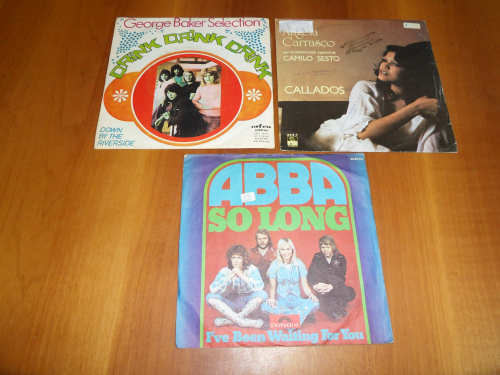 George Baker Selection
DRINK DRINK DRINK
DOWN
BY THE
RIVERSIDE
orfeu
Angela
Carrasco
CAMILO SESTO
CALLADOS
ABBA
SO LONG
I've Been Waiting For You